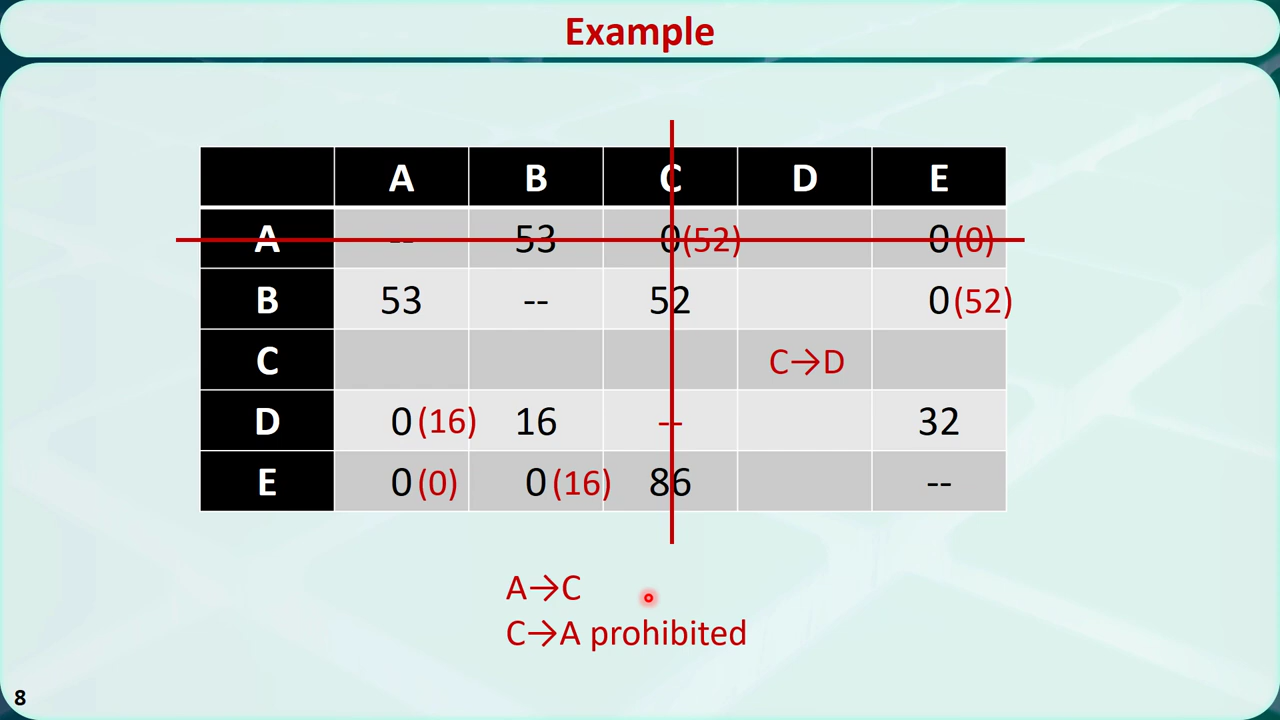 Example
A B C D E
A -- 53 0(52) 0(0)
B 53 -- 52 0(52)
C C→D
D 0(16) 16 -- 32
E 0(0) 0(16) 86 --
A→C
C→A prohibited
8